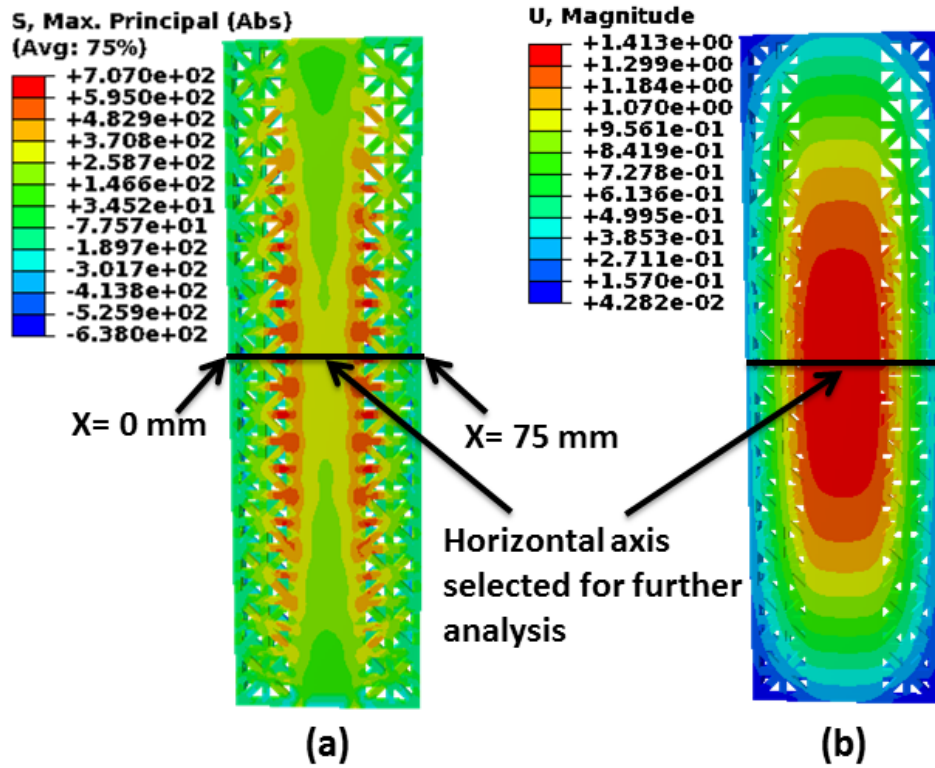 S, Max. Principal (Abs)
(Avg: 75%)
+7.070e+02
+5.950e+02
+4.829e+02
+3.708e+02
+2.587e+02
+1.466e+02
+3.452e+01
-7.757e+01
-1.897e+02
-3.017e+02
-4.138e+02
-5.259e+02
-6.380e+02
U, Magnitude
+1.413e+00
+1.299e+00
+1.184e+00
+1.070e+00
+9.561e-01
+8.419e-01
+7.278e-01
+6.136e-01
+4.995e-01
+3.853e-01
+2.711e-01
+1.570e-01
+4.282e-02
X= 0 mm
X= 75 mm
Horizontal axis
selected for further
analysis
(a)
(b)